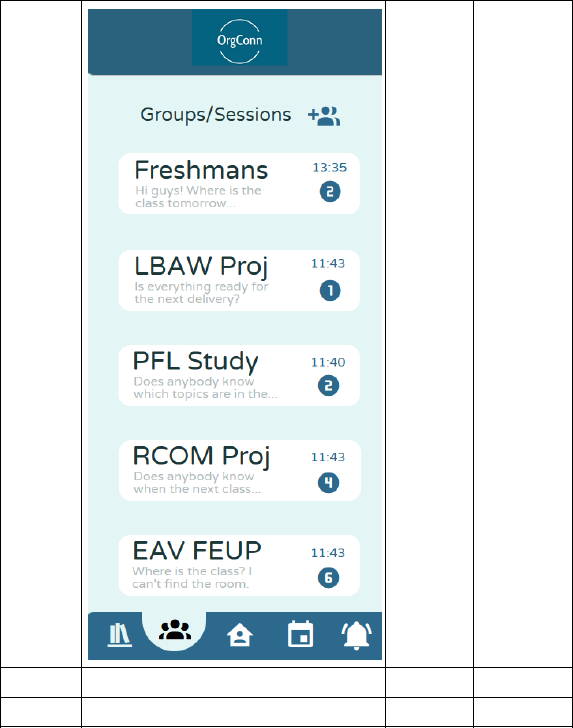 OrgConn
Groups/Sessions
Freshmans
13:35
Hi guys! Where is the
class tomorrow...
2
LBAW Proj
11:43
Is everything ready for
the next delivery?
1
PFL Study
11:40
Does anybody know
which topics are in the...
2
RCOM Proj
11:43
Does anybody know
when the next class...
4
EAV FEUP
11:43
Where is the class? I
can't find the room.
6